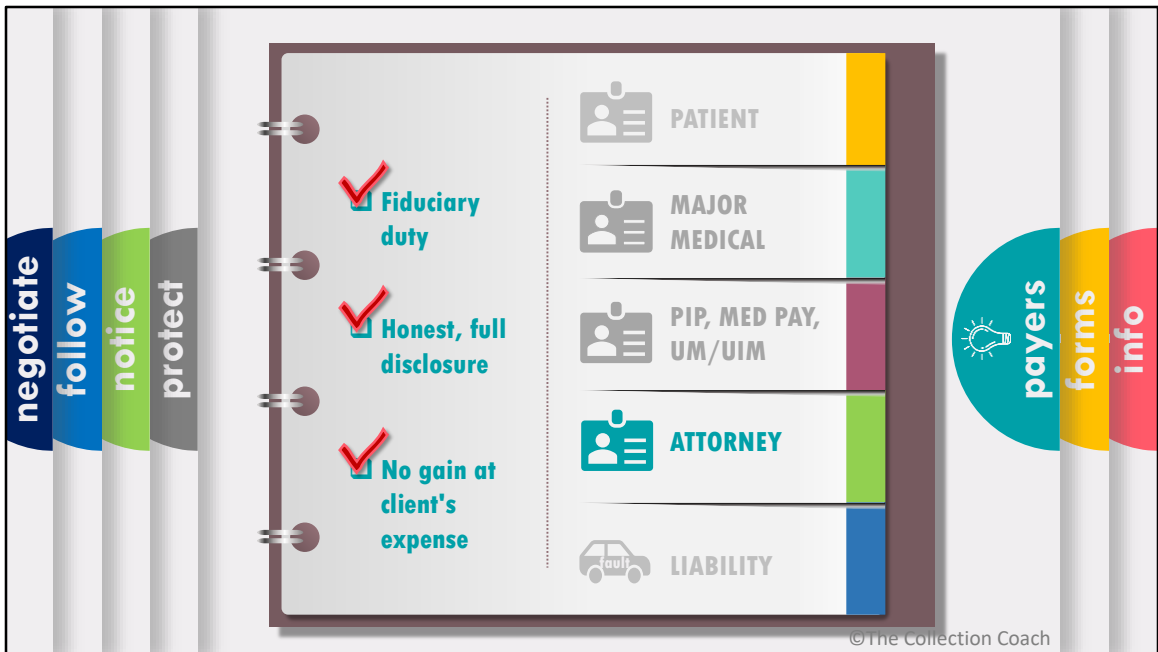 negotiate
follow
notice
protect
Fiduciary
duty
Honest, full
disclosure
No gain at
client's
expense
PATIENT
MAJOR
MEDICAL
PIP, MED PAY,
UM/UIM
ATTORNEY
fault
LIABILITY
payers
forms
info
©The Collection Coach